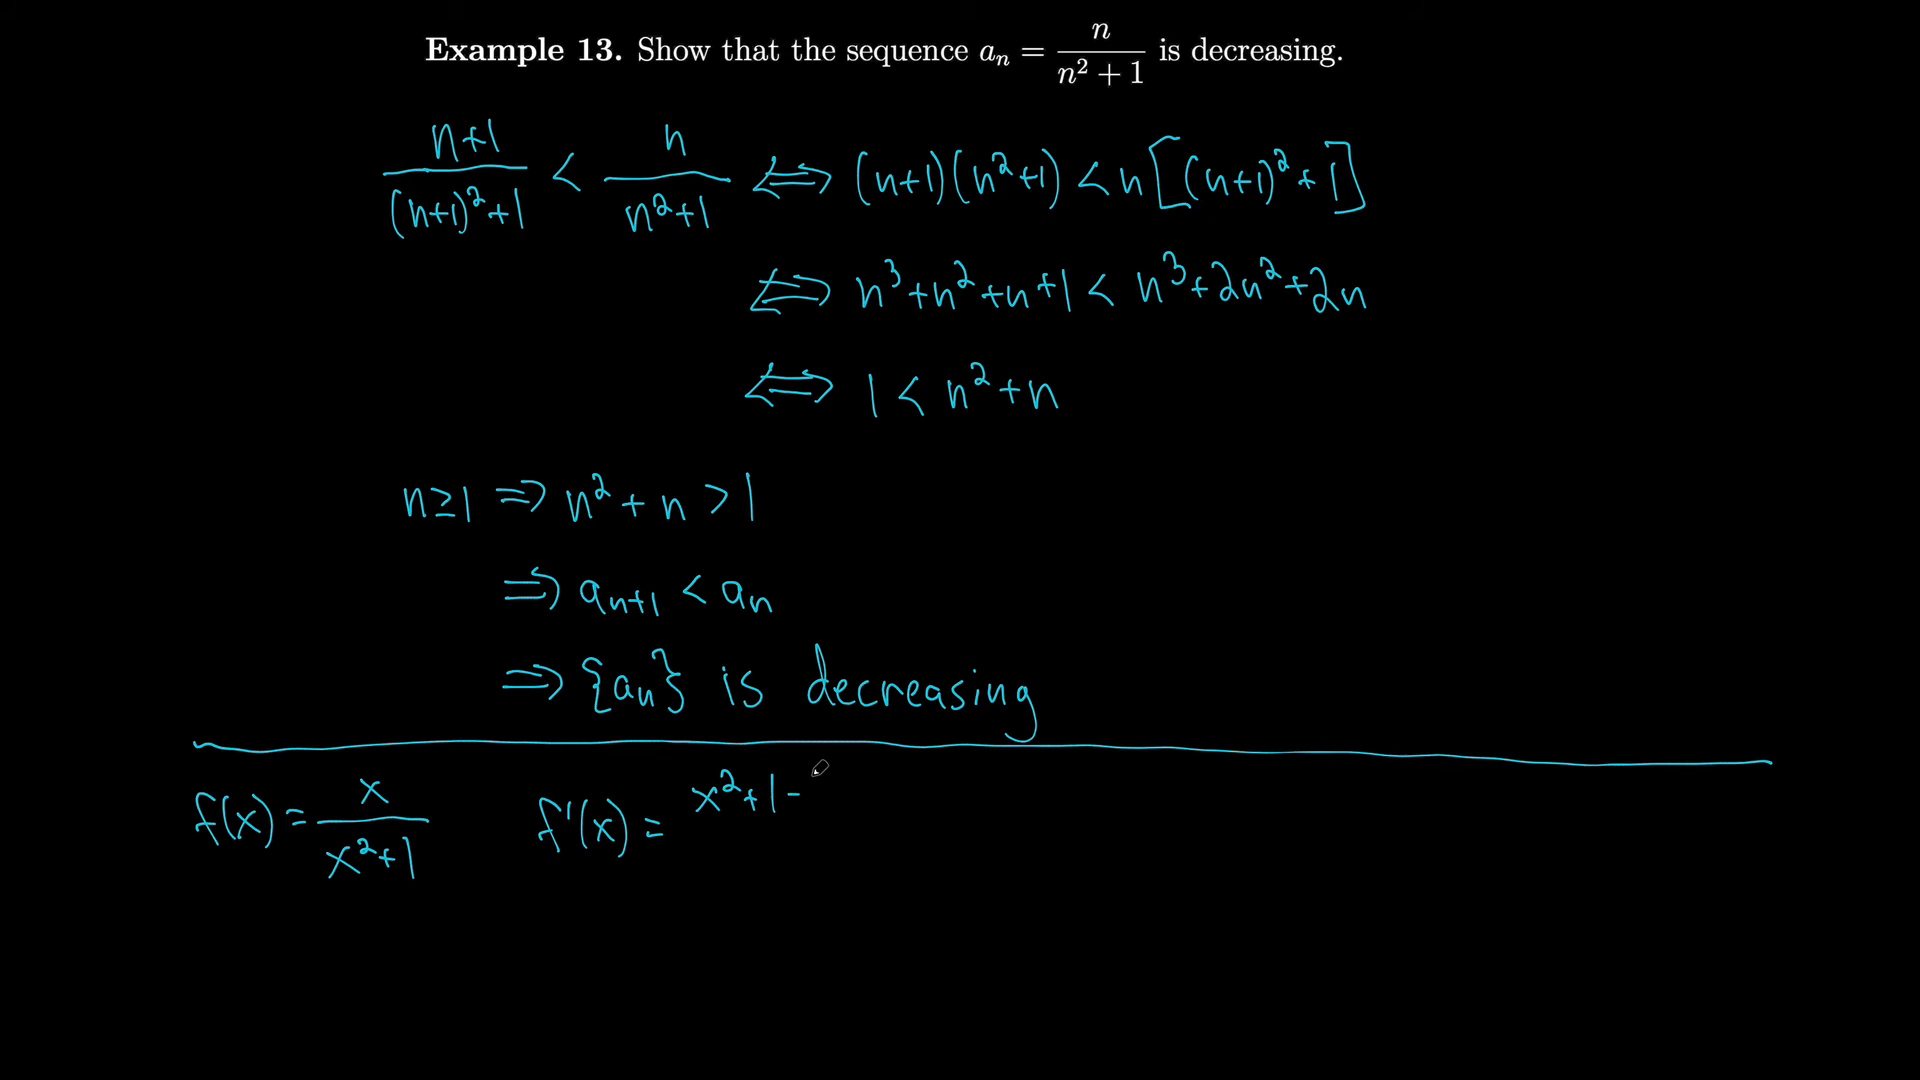 Example 13. Show that the sequence aₙ = n/(n² + 1) is decreasing.
(n+1)/((n+1)²+1) < n/(n²+1) ⟺ (n+1)(n²+1) < n[(n+1)²+1]
⟺ n³+n²+n+1 < n³+2n²+2n
⟺ 1 < n²+n
n≥1 ⟹ n²+n > 1
⟹ aₙ₊₁ < aₙ
⟹ {aₙ} is decreasing
f(x) = x/(x²+1) f'(x) = x²+1 -